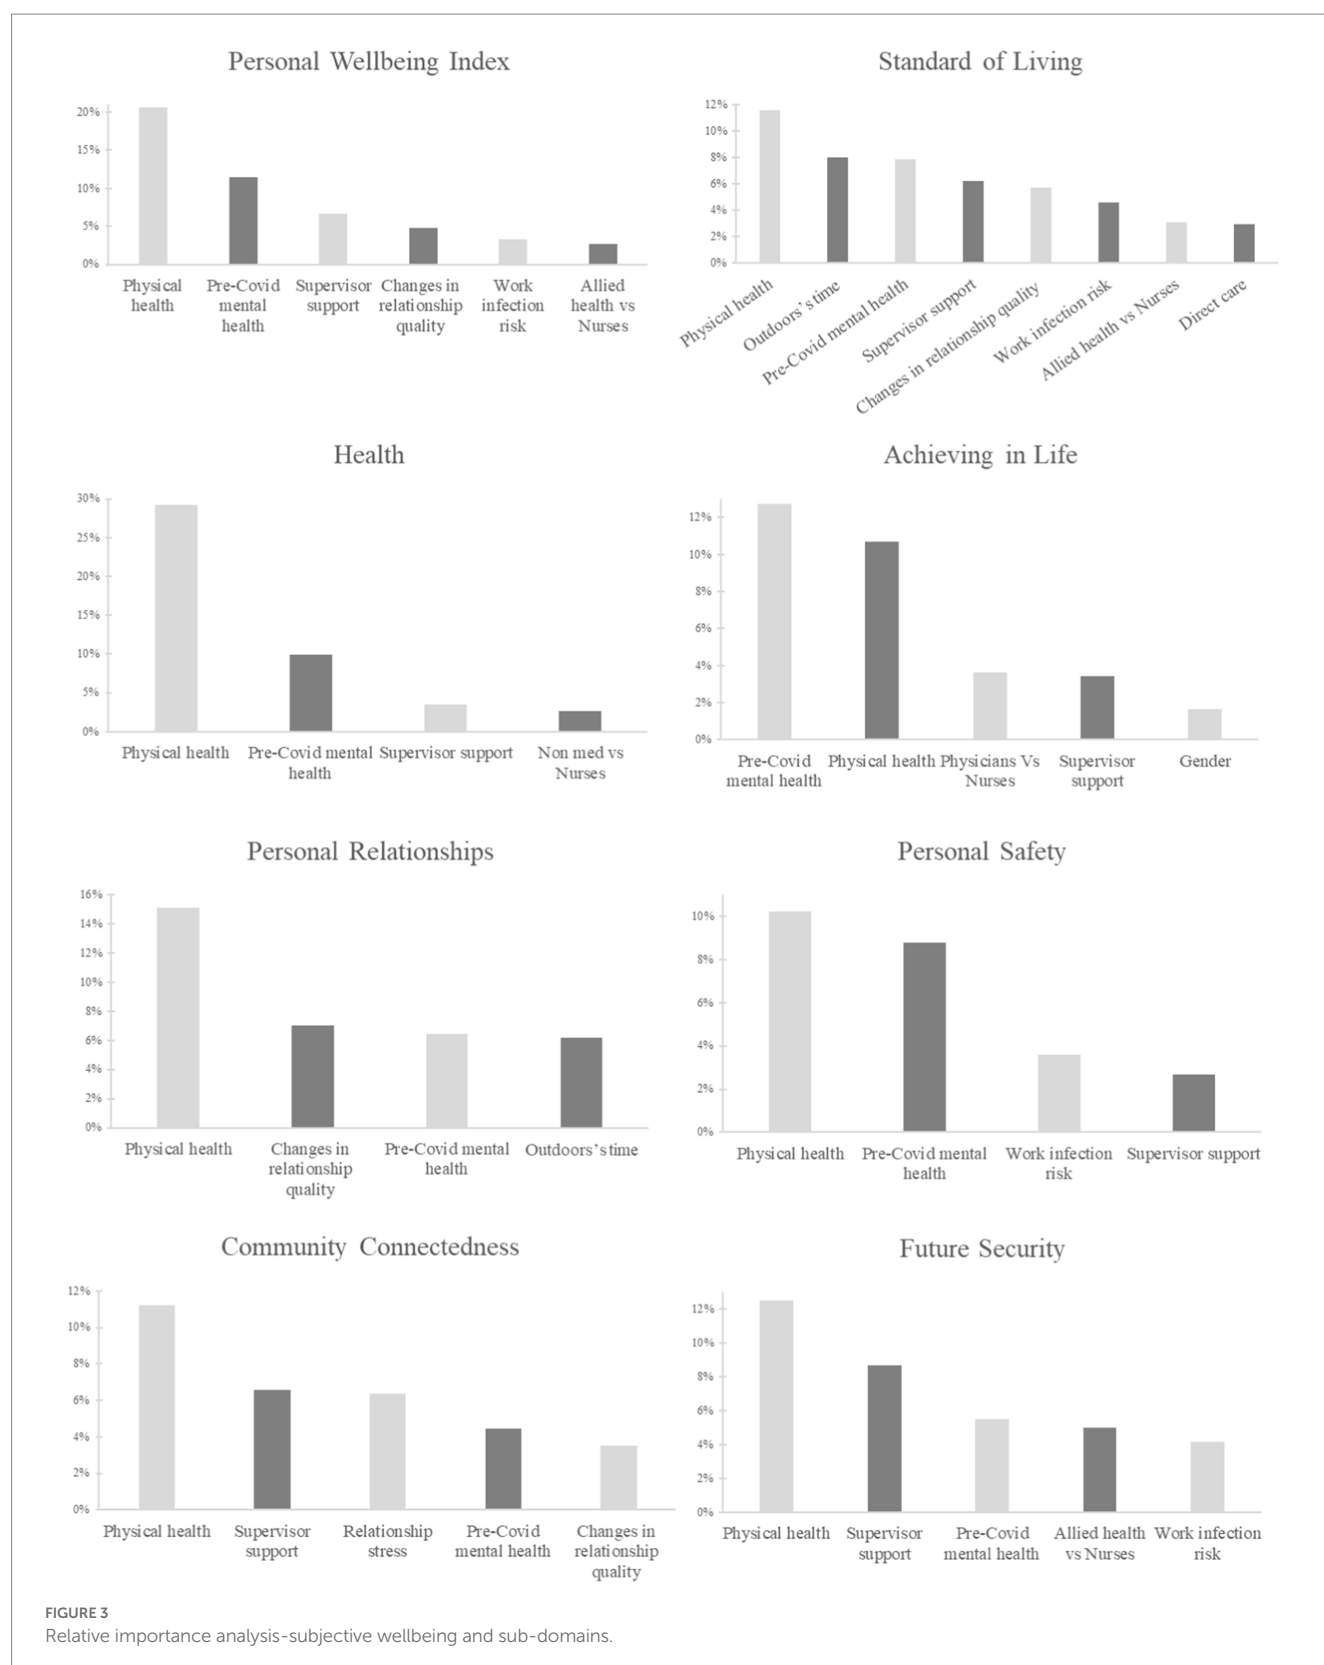 Personal Wellbeing Index
20%
15%
10%
5%
0%
Physical health
Pre-Covid mental health
Supervisor support
Changes in relationship quality
Work infection risk
Allied health vs Nurses
Standard of Living
12%
10%
8%
6%
4%
2%
0%
Physical health
Outdoors's time
Pre-Covid mental health
Supervisor support
Changes in relationship quality
Work infection risk
Allied health vs Nurses
Direct care
Health
30%
25%
20%
15%
10%
5%
0%
Physical health
Pre-Covid mental health
Supervisor support
Non med vs Nurses
Achieving in Life
12%
10%
8%
6%
4%
2%
0%
Pre-Covid mental health
Physical health
Physicians Vs Nurses
Supervisor support
Gender
Personal Relationships
16%
14%
12%
10%
8%
6%
4%
2%
0%
Physical health
Changes in relationship quality
Pre-Covid mental health
Outdoors's time
Personal Safety
10%
8%
6%
4%
2%
0%
Physical health
Pre-Covid mental health
Work infection risk
Supervisor support
Community Connectedness
12%
10%
8%
6%
4%
2%
0%
Physical health
Supervisor support
Relationship stress
Pre-Covid mental health
Changes in relationship quality
Future Security
12%
10%
8%
6%
4%
2%
0%
Physical health
Supervisor support
Pre-Covid mental health
Allied health vs Nurses
Work infection risk
FIGURE 3
Relative importance analysis-subjective wellbeing and sub-domains.